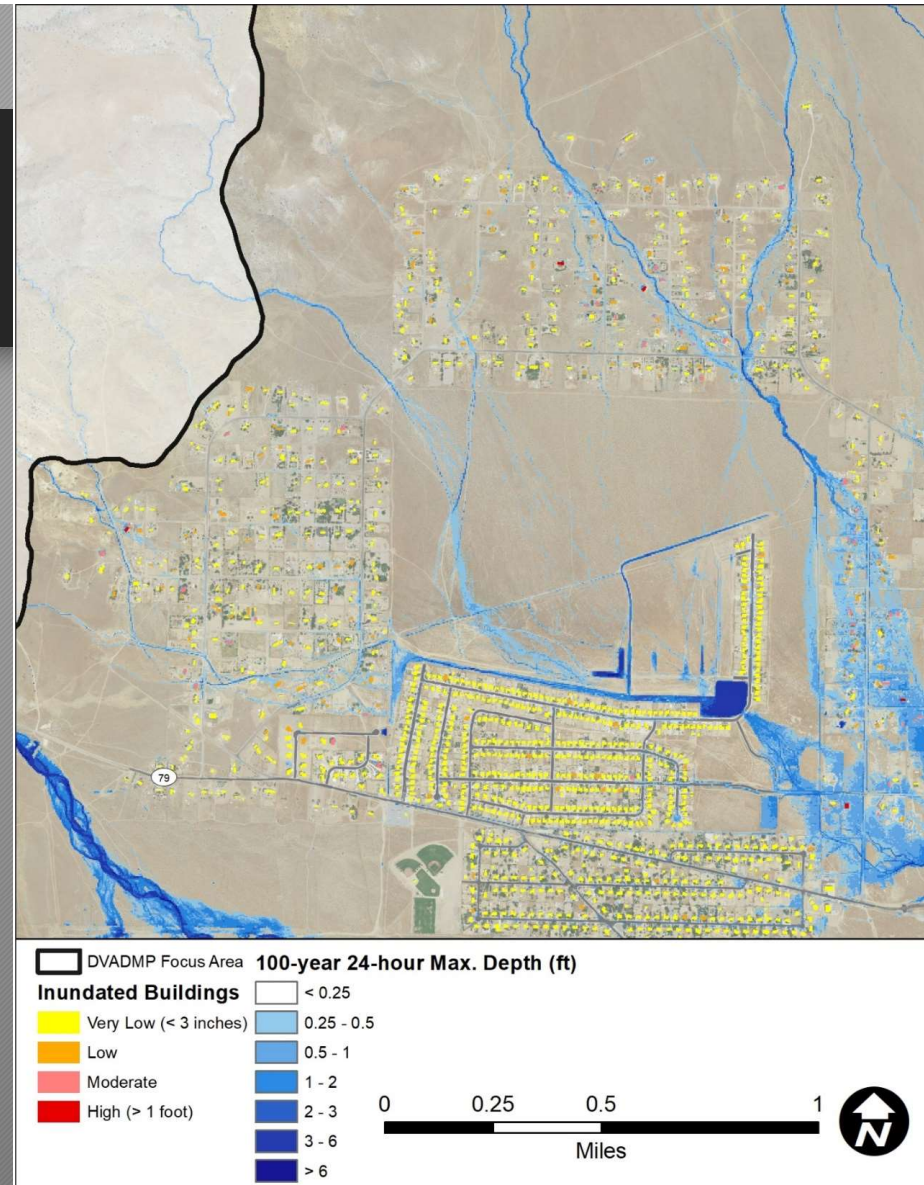 79
DVADMP Focus Area
Inundated Buildings
Very Low (< 3 inches)
Low
Moderate
High (> 1 foot)
100-year 24-hour Max. Depth (ft)
< 0.25
0.25 - 0.5
0.5 - 1
1 - 2
2 - 3
3 - 6
> 6
0 0.25 0.5 1
Miles
N